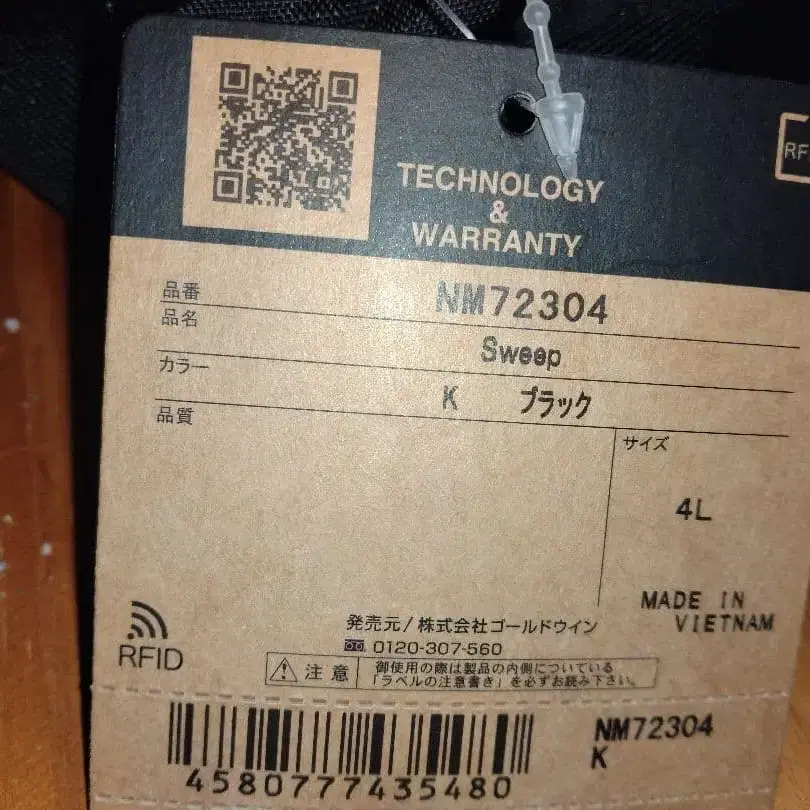 TECHNOLOGY
&
WARRANTY
RF
品番 NM72304
品名 Sweep
カラー K ブラック
品質
サイズ
4L
MADE IN
VIETNAM
発売元/株式会社ゴールドウイン
0120-307-560
RFID
注意 御使用の際は製品の内側についている
「ラベルの注意書き」を必ずお読み下さい。
4580777435480
NM72304
K